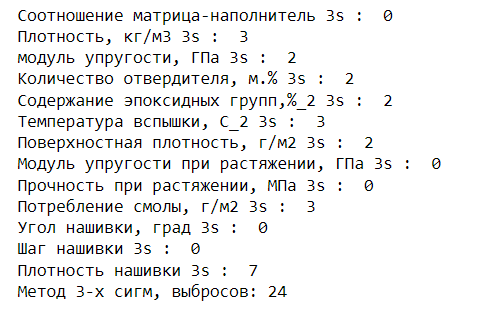 Соотношение матрица-наполнитель 3s :  0
Плотность, кг/м3 3s :  3
модуль упругости, ГПа 3s :  2
Количество отвердителя, м.% 3s :  2
Содержание эпоксидных групп,%_2 3s :  2
Температура вспышки, С_2 3s :  3
Поверхностная плотность, г/м2 3s :  2
Модуль упругости при растяжении, ГПа 3s :  0
Прочность при растяжении, МПа 3s :  0
Потребление смолы, г/м2 3s :  3
Угол нашивки, град 3s :  0
Шаг нашивки 3s :  0
Плотность нашивки 3s :  7
Метод 3-х сигм, выбросов: 24